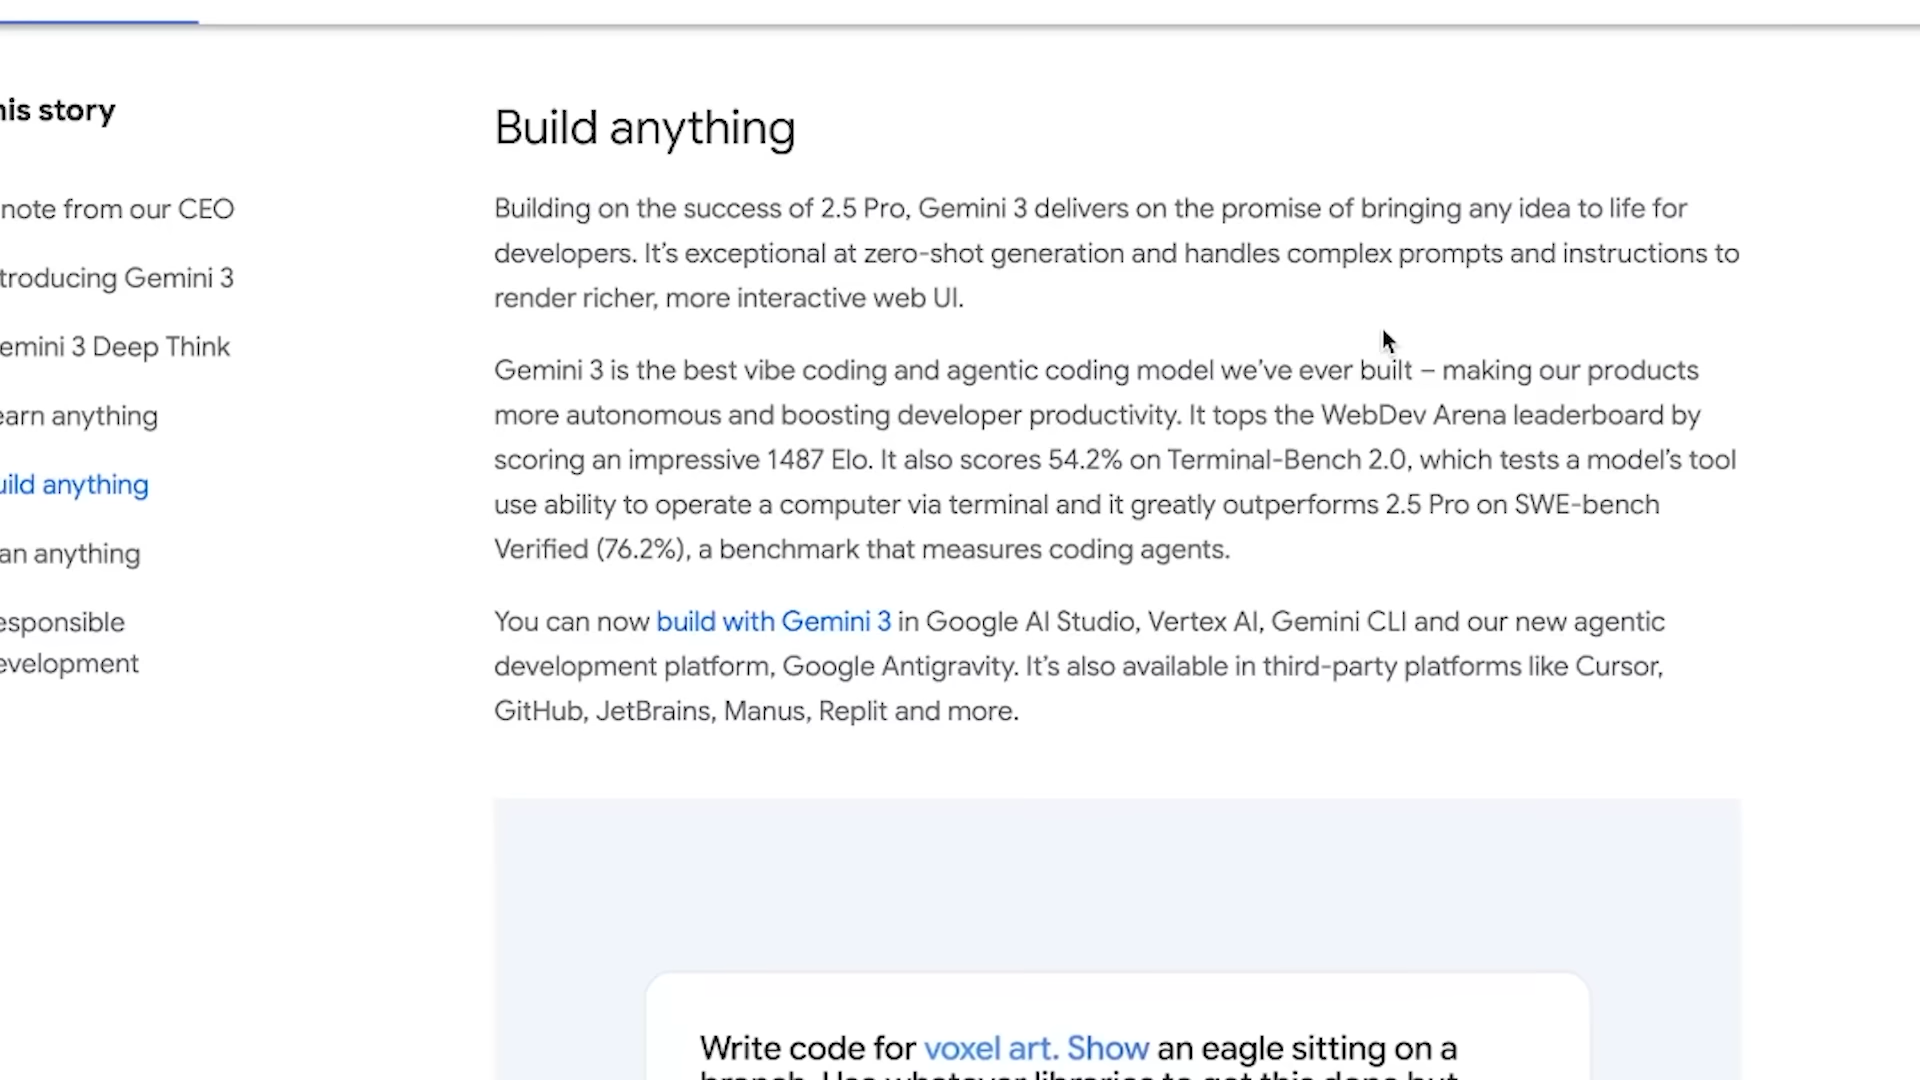 his story
note from our CEO
troducing Gemini 3
emini 3 Deep Think
earn anything
uild anything
an anything
esponsible
evelopment
Build anything
Building on the success of 2.5 Pro, Gemini 3 delivers on the promise of bringing any idea to life for
developers. It’s exceptional at zero-shot generation and handles complex prompts and instructions to
render richer, more interactive web UI.
Gemini 3 is the best vibe coding and agentic coding model we’ve ever built – making our products
more autonomous and boosting developer productivity. It tops the WebDev Arena leaderboard by
scoring an impressive 1487 Elo. It also scores 54.2% on Terminal-Bench 2.0, which tests a model’s tool
use ability to operate a computer via terminal and it greatly outperforms 2.5 Pro on SWE-bench
Verified (76.2%), a benchmark that measures coding agents.
You can now build with Gemini 3 in Google AI Studio, Vertex AI, Gemini CLI and our new agentic
development platform, Google Antigravity. It’s also available in third-party platforms like Cursor,
GitHub, JetBrains, Manus, Replit and more.
Write code for voxel art. Show an eagle sitting on a
branch. Use whatever libraries to get this done but